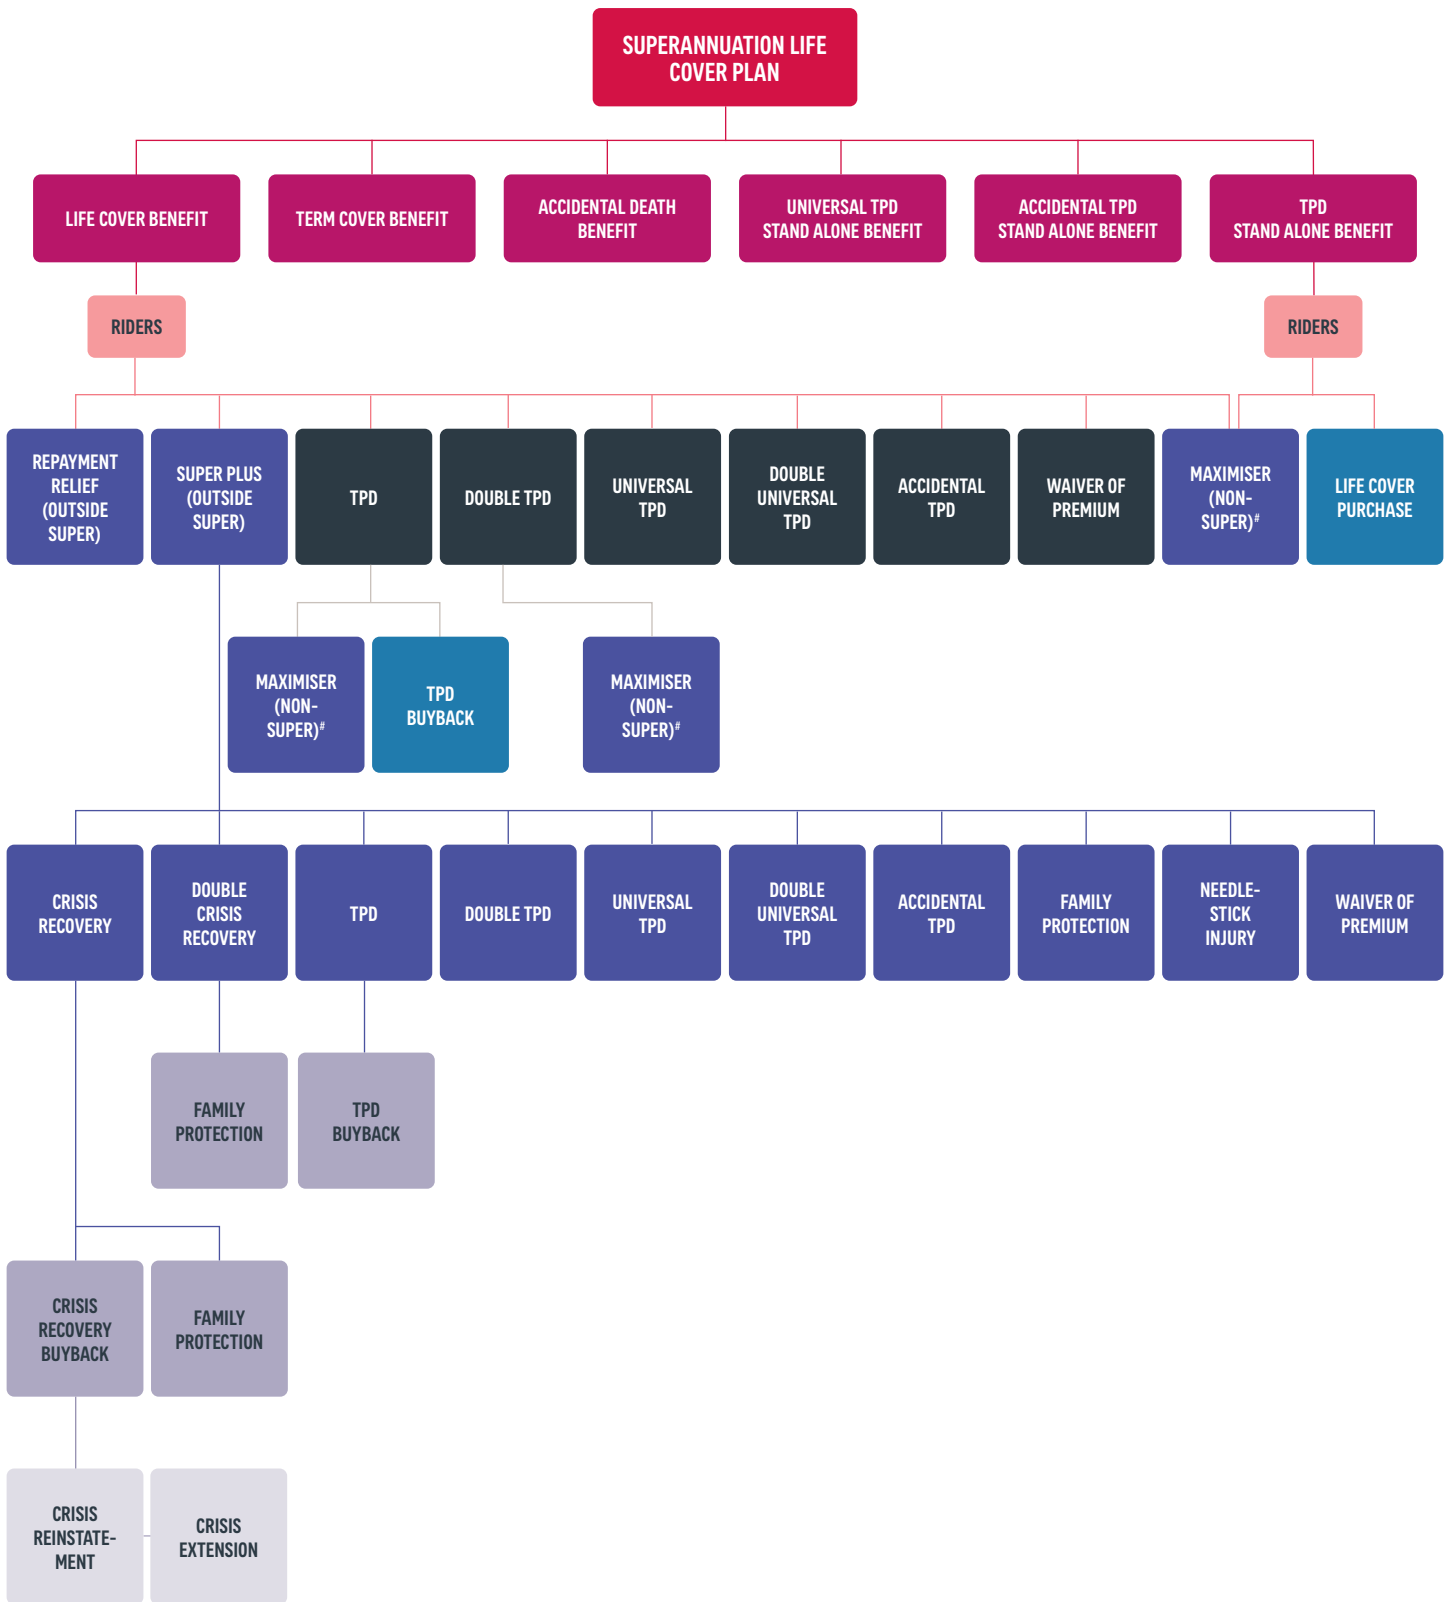 SUPERANNUATION LIFE
COVER PLAN
LIFE COVER BENEFIT
TERM COVER BENEFIT
ACCIDENTAL DEATH
BENEFIT
UNIVERSAL TPD
STAND ALONE BENEFIT
ACCIDENTAL TPD
STAND ALONE BENEFIT
TPD
STAND ALONE BENEFIT
RIDERS
RIDERS
REPAYMENT
RELIEF
(OUTSIDE
SUPER)
SUPER PLUS
(OUTSIDE
SUPER)
TPD
DOUBLE TPD
UNIVERSAL
TPD
DOUBLE
UNIVERSAL
TPD
ACCIDENTAL
TPD
WAIVER OF
PREMIUM
MAXIMISER
(NON-
SUPER)#
LIFE COVER
PURCHASE
MAXIMISER
(NON-
SUPER)#
TPD
BUYBACK
MAXIMISER
(NON-
SUPER)#
CRISIS
RECOVERY
DOUBLE
CRISIS
RECOVERY
TPD
DOUBLE TPD
UNIVERSAL
TPD
DOUBLE
UNIVERSAL
TPD
ACCIDENTAL
TPD
FAMILY
PROTECTION
NEEDLE-
STICK
INJURY
WAIVER OF
PREMIUM
FAMILY
PROTECTION
TPD
BUYBACK
CRISIS
RECOVERY
BUYBACK
FAMILY
PROTECTION
CRISIS
REINSTATE-
MENT
CRISIS
EXTENSION